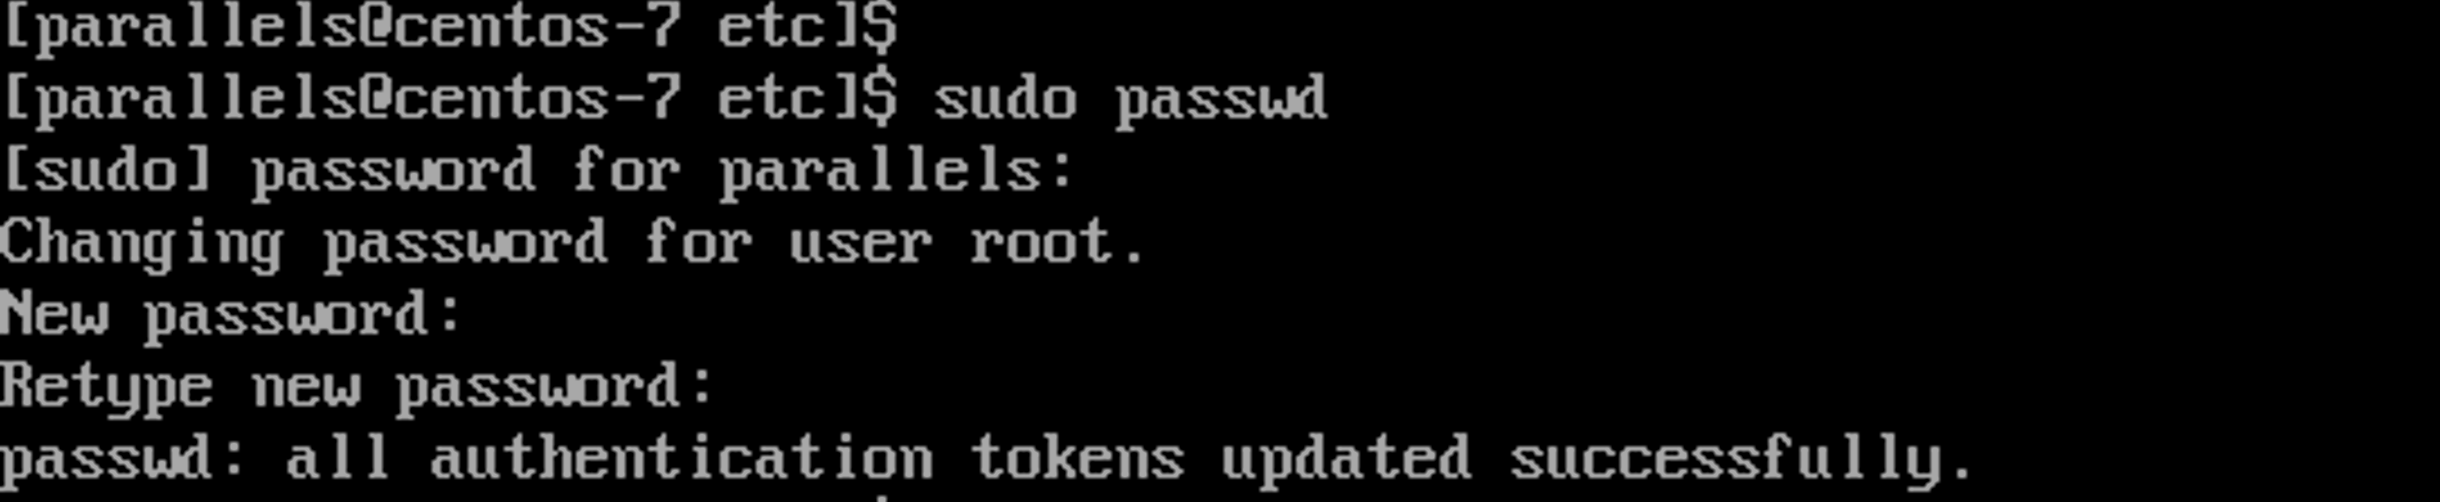 [parallels@centos-7 etc]$
[parallels@centos-7 etc]$ sudo passwd
[sudo] password for parallels:
Changing password for user root.
New password:
Retype new password:
passwd: all authentication tokens updated successfully.